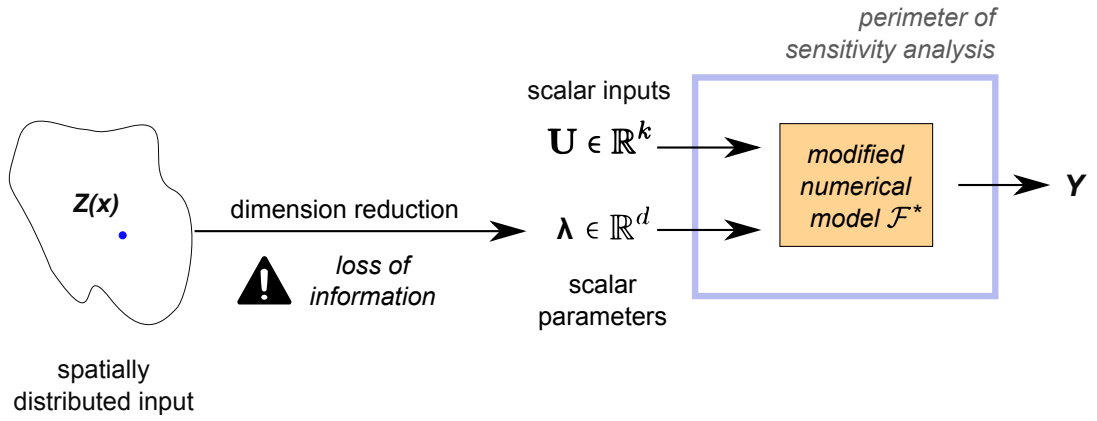 perimeter of
sensitivity analysis
scalar inputs
U ∈ ℝ^k
modified
numerical
model ℱ*
Y
Z(x)
dimension reduction
λ ∈ ℝ^d
loss of
information
scalar
parameters
spatially
distributed input